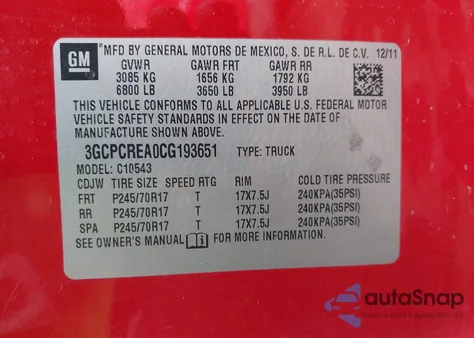 GM
MFD BY GENERAL MOTORS DE MEXICO, S. DE R.L. DE C.V. 12/11
GVWR GAWR FRT GAWR RR
3085 KG 1656 KG 1792 KG
6800 LB 3650 LB 3950 LB
THIS VEHICLE CONFORMS TO ALL APPLICABLE U.S. FEDERAL MOTOR
VEHICLE SAFETY STANDARDS IN EFFECT ON THE DATE OF
MANUFACTURE SHOWN ABOVE.
3GCPCREA0CG193651 TYPE: TRUCK
MODEL: C10543
CDJW TIRE SIZE SPEED RTG RIM COLD TIRE PRESSURE
FRT P245/70R17 T 17X7.5J 240KPA(35PSI)
RR P245/70R17 T 17X7.5J 240KPA(35PSI)
SPA P245/70R17 T 17X7.5J 240KPA(35PSI)
SEE OWNER'S MANUAL FOR MORE INFORMATION.
autoSnap